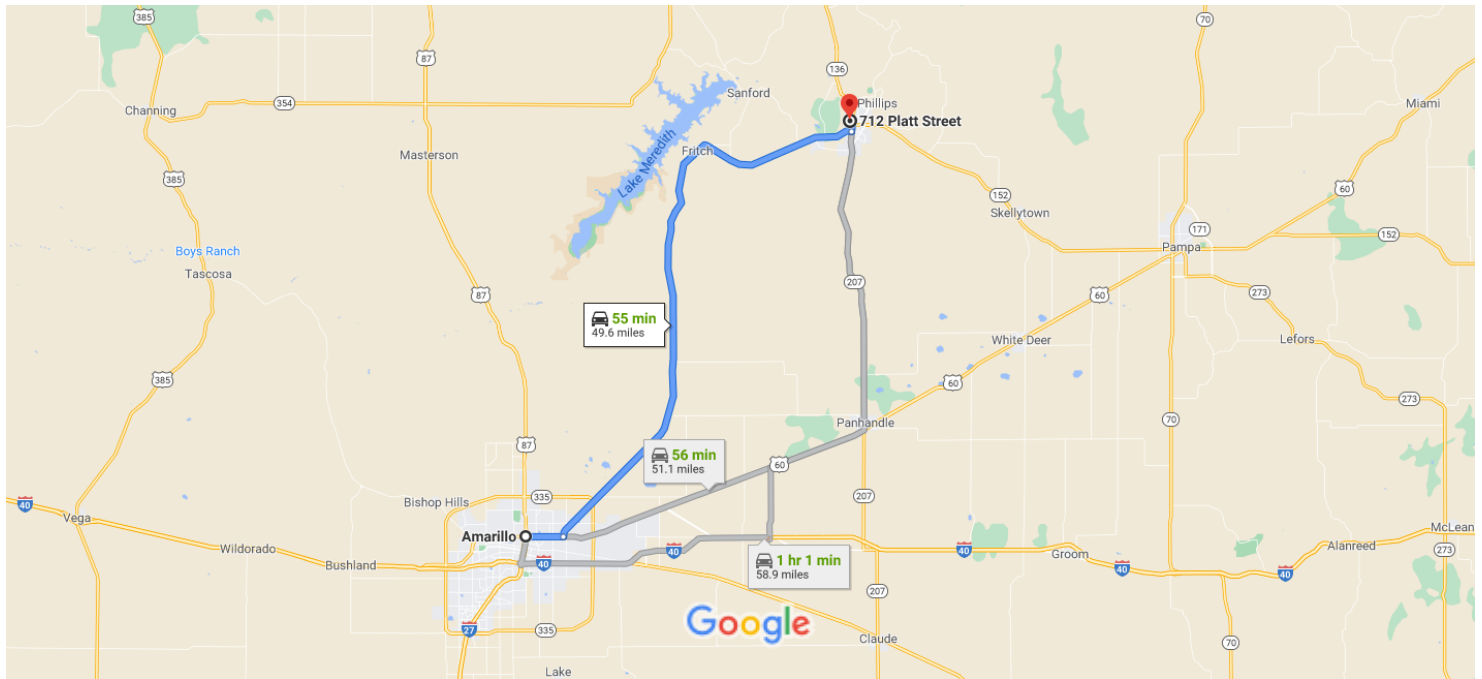 385
87
70
136
Sanford
Phillips
Channing
354
Miami
712 Platt Street
Masterson
Fritch
Lake Meredith
385
60
152
Skellytown
171
152
Pampa
Boys Ranch
Tascosa
207
87
60
273
55 min
49.6 miles
White Deer
Lefors
385
60
273
Panhandle
70
87
56 min
51.1 miles
60
Bishop Hills
335
40
207
Vega
McLean
Amarillo
Wildorado
40
40
Groom
Alanreed
273
Bushland
40
1 hr 1 min
58.9 miles
40
40
207
Google
27
335
Claude
70
Lake